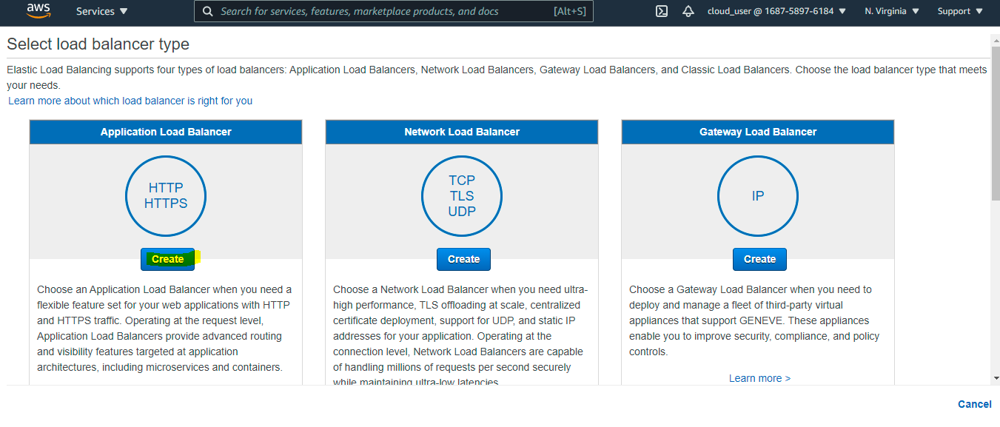 aws
Services
Search for services, features, marketplace products, and docs
[Alt+S]
cloud_user @ 1687-5897-6184
N. Virginia
Support
Select load balancer type
Elastic Load Balancing supports four types of load balancers: Application Load Balancers, Network Load Balancers, Gateway Load Balancers, and Classic Load Balancers. Choose the load balancer type that meets
your needs.
Learn more about which load balancer is right for you
Application Load Balancer
HTTP
HTTPS
Create
Choose an Application Load Balancer when you need a
flexible feature set for your web applications with HTTP
and HTTPS traffic. Operating at the request level,
Application Load Balancers provide advanced routing
and visibility features targeted at application
architectures, including microservices and containers.
Network Load Balancer
TCP
TLS
UDP
Create
Choose a Network Load Balancer when you need ultra-
high performance, TLS offloading at scale, centralized
certificate deployment, support for UDP, and static IP
addresses for your application. Operating at the
connection level, Network Load Balancers are capable
of handling millions of requests per second securely
while maintaining ultra-low latencies.
Gateway Load Balancer
IP
Create
Choose a Gateway Load Balancer when you need to
deploy and manage a fleet of third-party virtual
appliances that support GENEVE. These appliances
enable you to improve security, compliance, and policy
controls.
Learn more >
Cancel